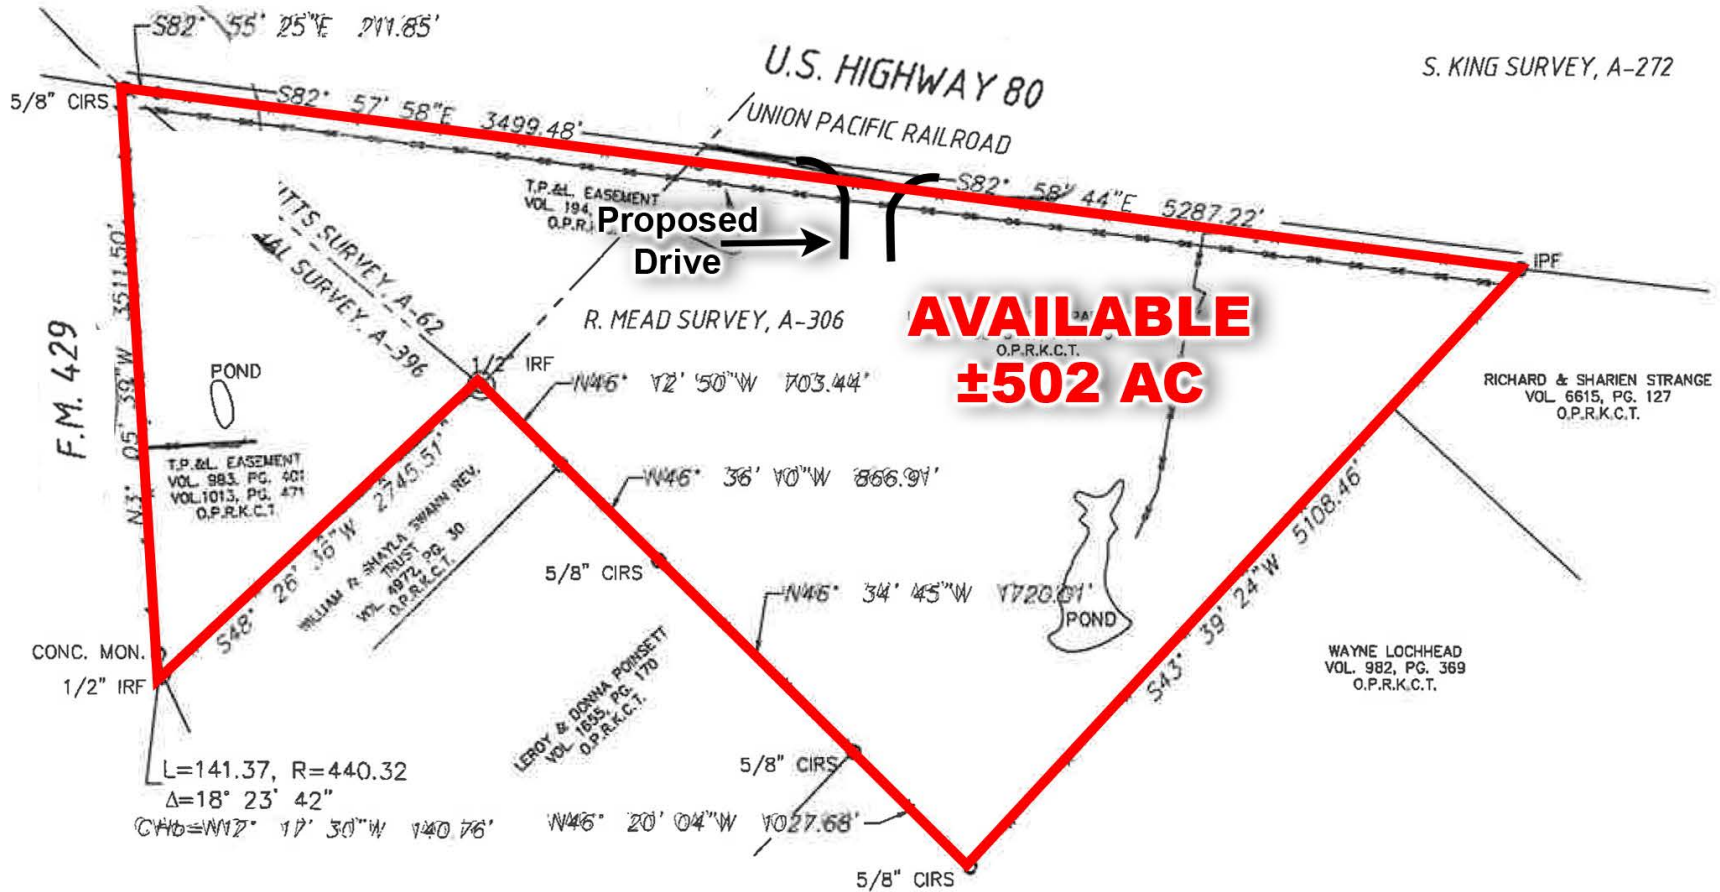 S82° 55' 25"E 211.85'
U.S. HIGHWAY 80
S. KING SURVEY, A-272
5/8" CIRS
S82° 57' 58"E 3499.48'
UNION PACIFIC RAILROAD
T.P.&L. EASEMENT
VOL. 194,
O.P.R.
Proposed
Drive
S82° 58' 44"E 5287.22'
IPF
SURVEY, A-62
SURVEY, A-396
R. MEAD SURVEY, A-306
AVAILABLE
O.P.R.K.C.T.
±502 AC
F.M. 429
N3° 05' 39"W 3511.50'
POND
1/2" IRF
N46° 12' 50"W 703.44'
RICHARD & SHARIEN STRANGE
VOL. 6615, PG. 127
O.P.R.K.C.T.
T.P.&L. EASEMENT
VOL. 983, PG. 401
VOL.1013, PG. 471
O.P.R.K.C.T.
S48° 26' 36"W 2745.51'
WILLIAM & SHAYLA SWANN REV.
TRUST
VOL. 4972, PG. 30
O.P.R.K.C.T.
N46° 36' 10"W 866.91'
5/8" CIRS
N46° 34' 45"W 1720.01'
POND
S43° 39' 24"W 5108.46'
CONC. MON.
1/2" IRF
LEROY & DONNA POINSETT
VOL. 1655, PG. 170
O.P.R.K.C.T.
WAYNE LOCHHEAD
VOL. 982, PG. 369
O.P.R.K.C.T.
5/8" CIRS
L=141.37, R=440.32
Δ=18° 23' 42"
17' 30"W 140.76'
N46° 20' 04"W 1027.68'
5/8" CIRS